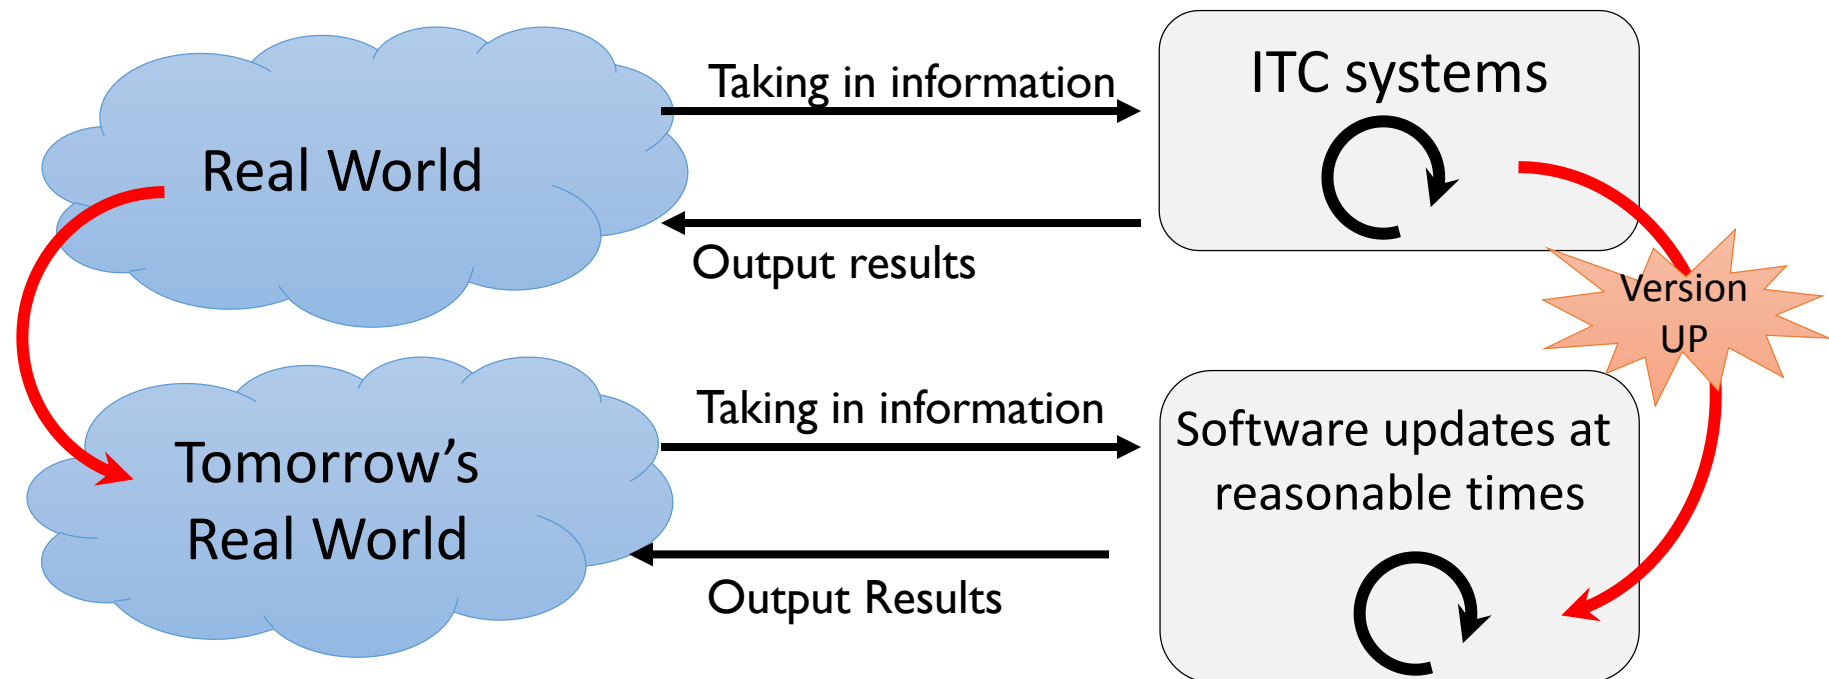 Taking in information
ITC systems
Real World
Output results
Version
UP
Taking in information
Software updates at
reasonable times
Tomorrow’s
Real World
Output Results